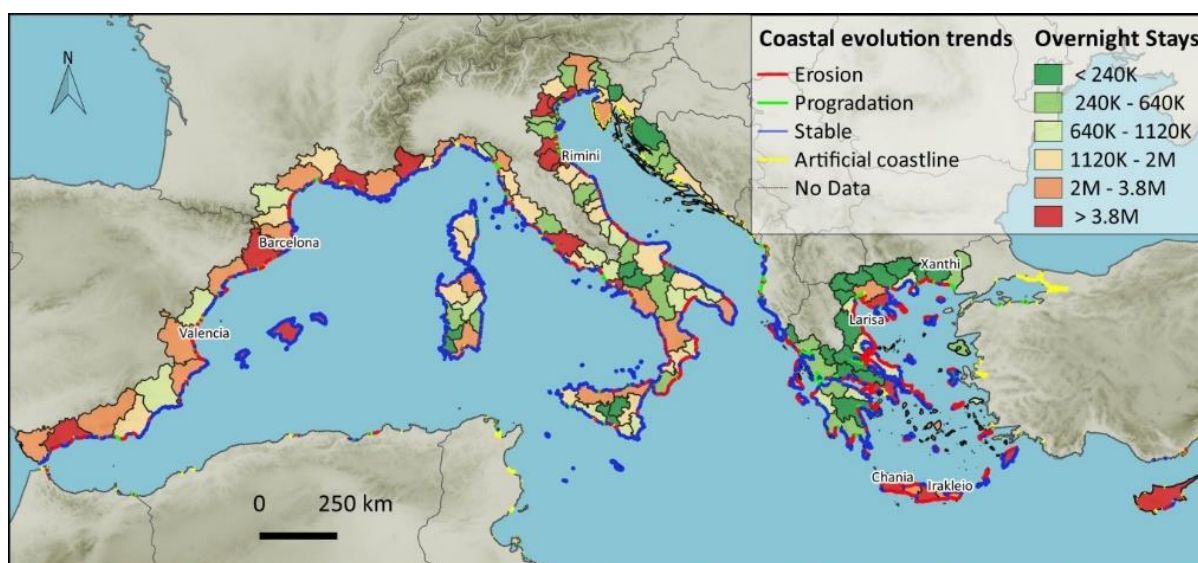 N
Coastal evolution trends
Erosion
Progradation
Stable
Artificial coastline
No Data
Overnight Stays
< 240K
240K - 640K
640K - 1120K
1120K - 2M
2M - 3.8M
> 3.8M
Rimini
Barcelona
Valencia
Xanthi
Larisa
Chania
Irakleio
0 250 km